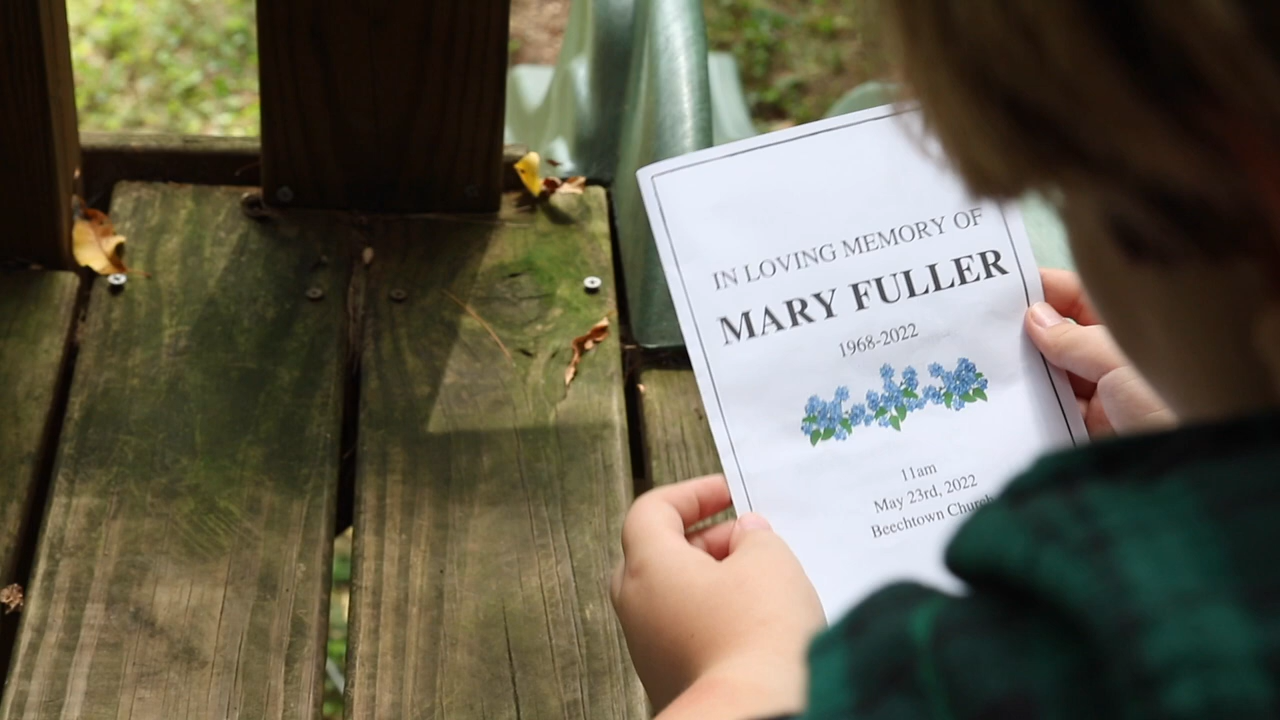 IN LOVING MEMORY OF
MARY FULLER
1968-2022
11am
May 23rd, 2022
Beechtown Church